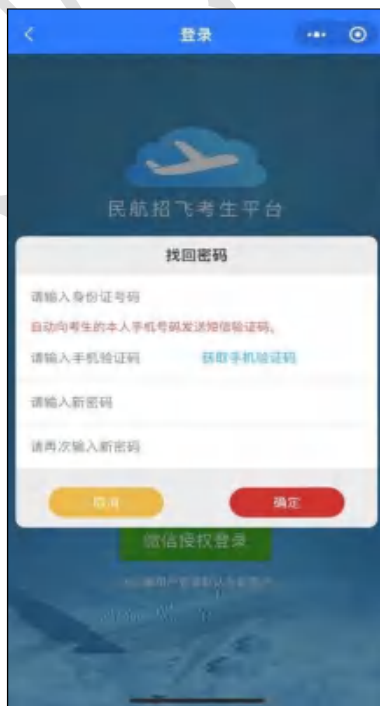 登录
民航招飞考生平台
找回密码
请输入身份证号码
自动向考生的本人手机号码发送短信验证码。
请输入手机验证码 获取手机验证码
请输入新密码
请再次输入新密码
取消 确定
微信授权登录